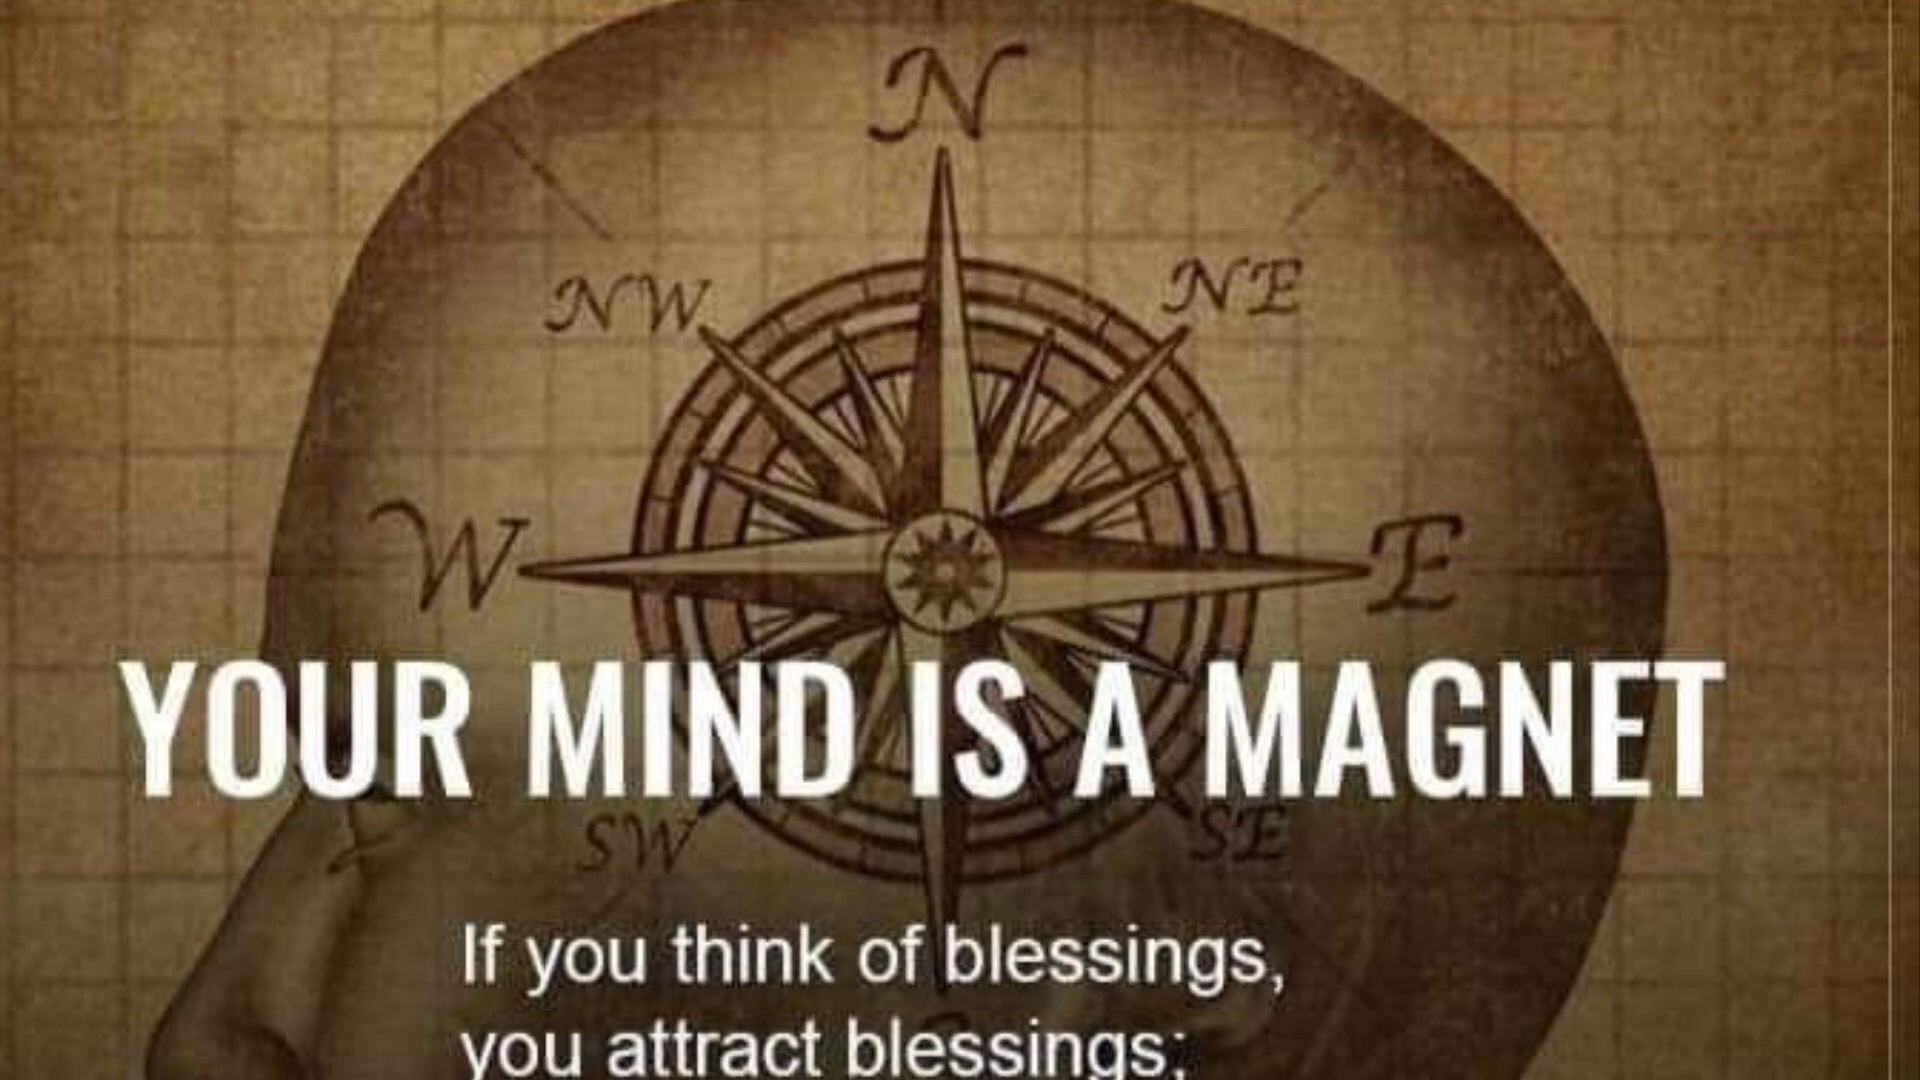 N
NW NE
W E
YOUR MIND IS A MAGNET
SW SE
If you think of blessings,
you attract blessings;